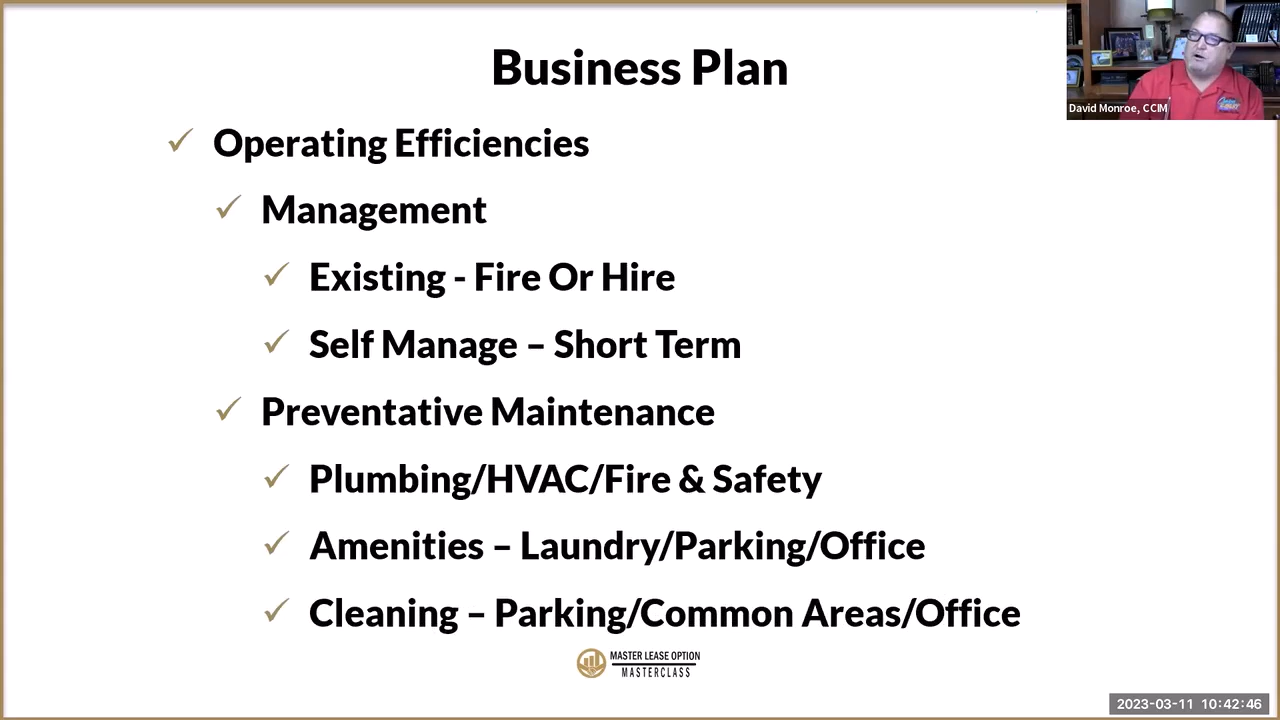 Business Plan
David Monroe, CCIM
✓ Operating Efficiencies
✓ Management
✓ Existing - Fire Or Hire
✓ Self Manage – Short Term
✓ Preventative Maintenance
✓ Plumbing/HVAC/Fire & Safety
✓ Amenities – Laundry/Parking/Office
✓ Cleaning – Parking/Common Areas/Office
MASTER LEASE OPTION
MASTERCLASS
2023-03-11 10:42:46